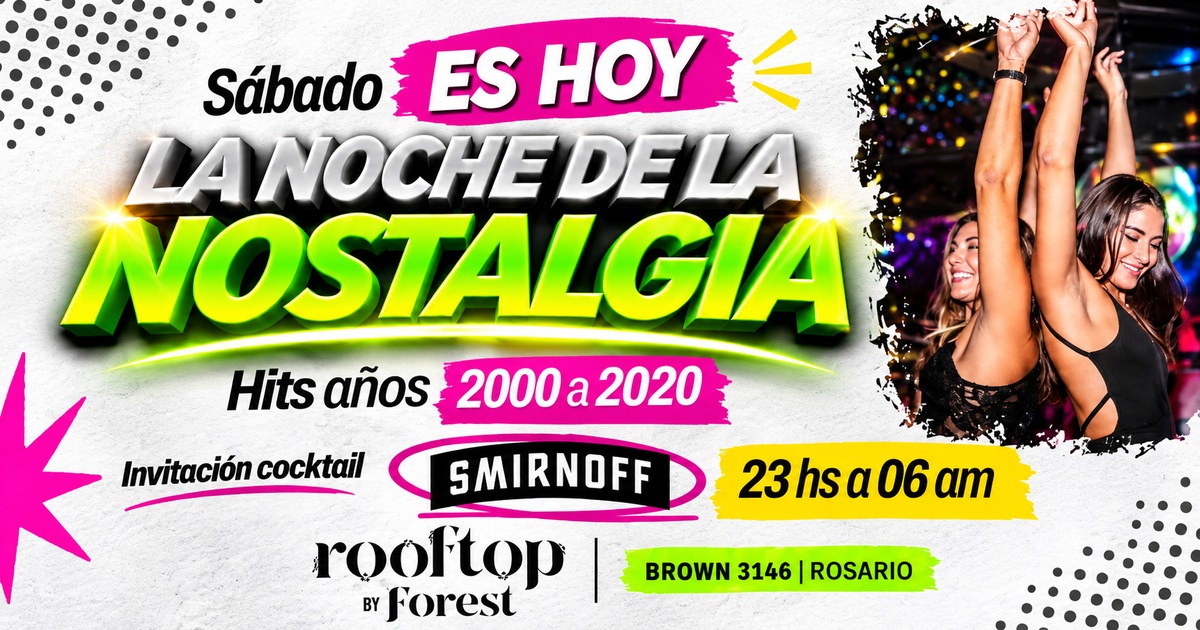 Sábado ES HOY
LA NOCHE DE LA
NOSTALGIA
Hits años 2000 a 2020
Invitación cocktail SMIRNOFF 23 hs a 06 am
rooftop
BY Forest
BROWN 3146 | ROSARIO